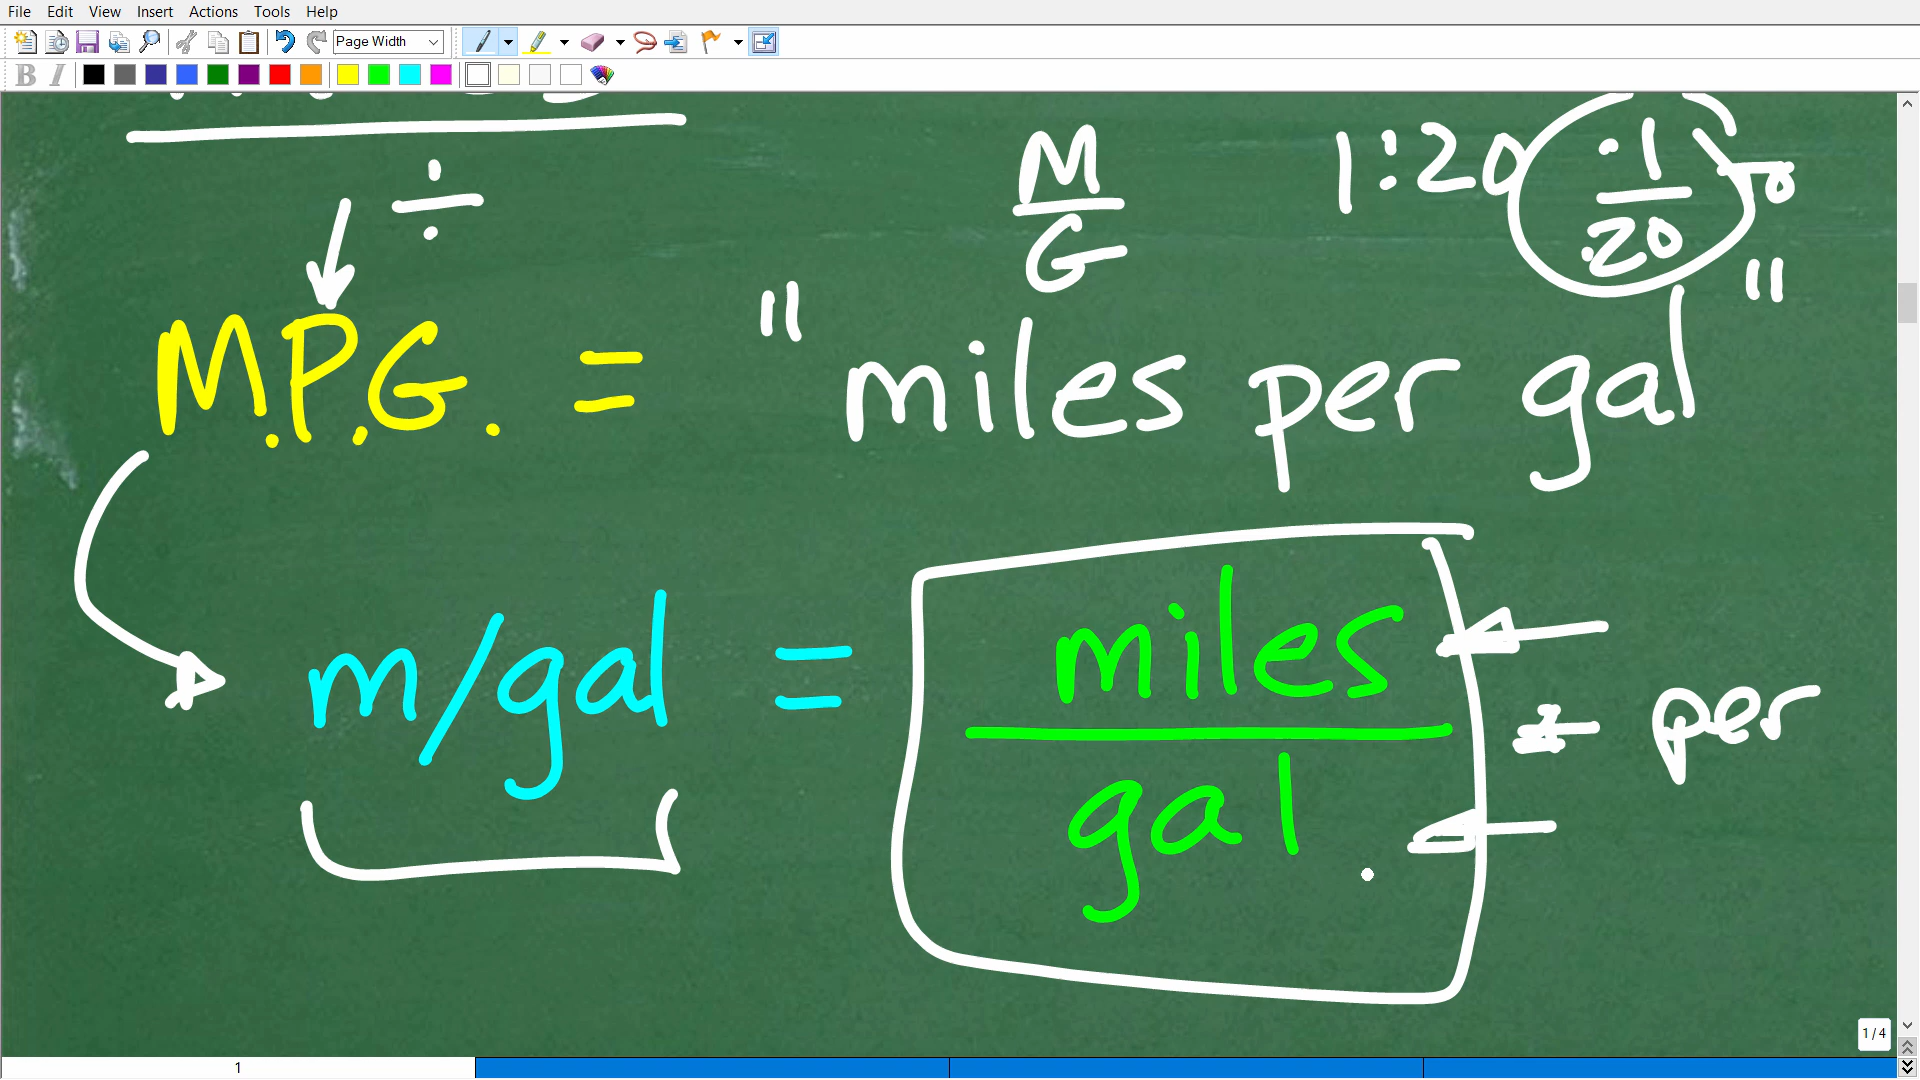 File Edit View Insert Actions Tools Help
Page Width
B I
÷
M
G
1:20
1
20
M.P.G. = "miles per gal"
m/gal = miles
gal
per
1/4
1